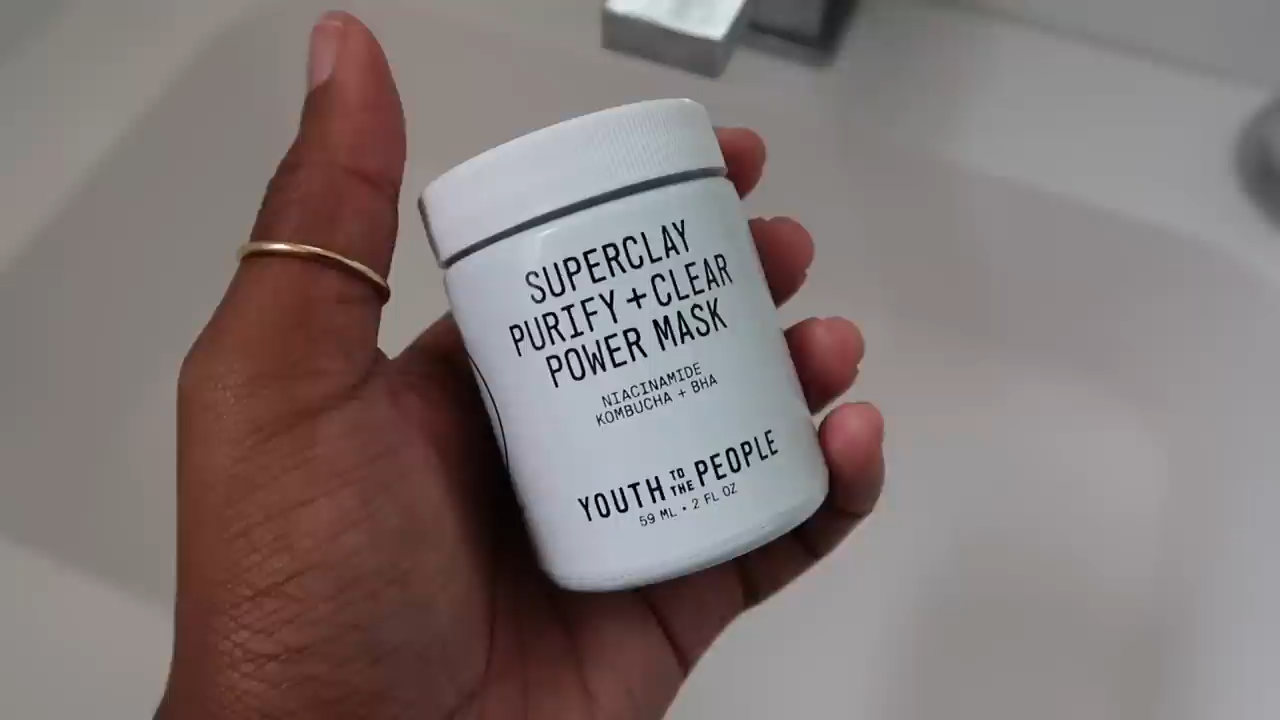 SUPERCLAY
PURIFY + CLEAR
POWER MASK
NIACINAMIDE
KOMBUCHA + BHA
YOUTH TO THE PEOPLE
59 ML • 2 FL OZ